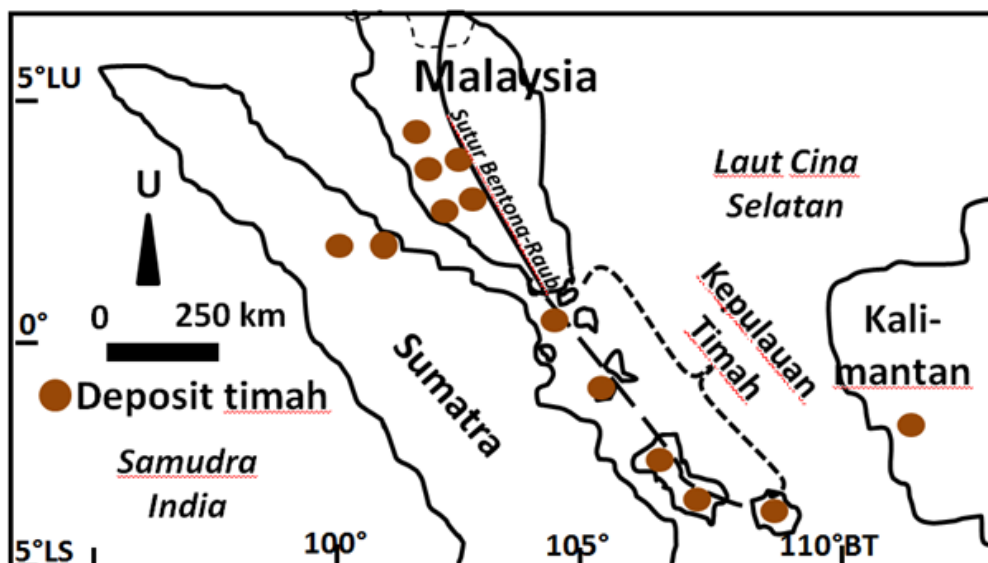 5°LU
Malaysia
Sutur Bentona-Raub
Laut Cina
Selatan
U
0°
0
250 km
Kepulauan
Timah
Kali-
mantan
Sumatra
Deposit timah
Samudra
India
5°LS
100°
105°
110°BT